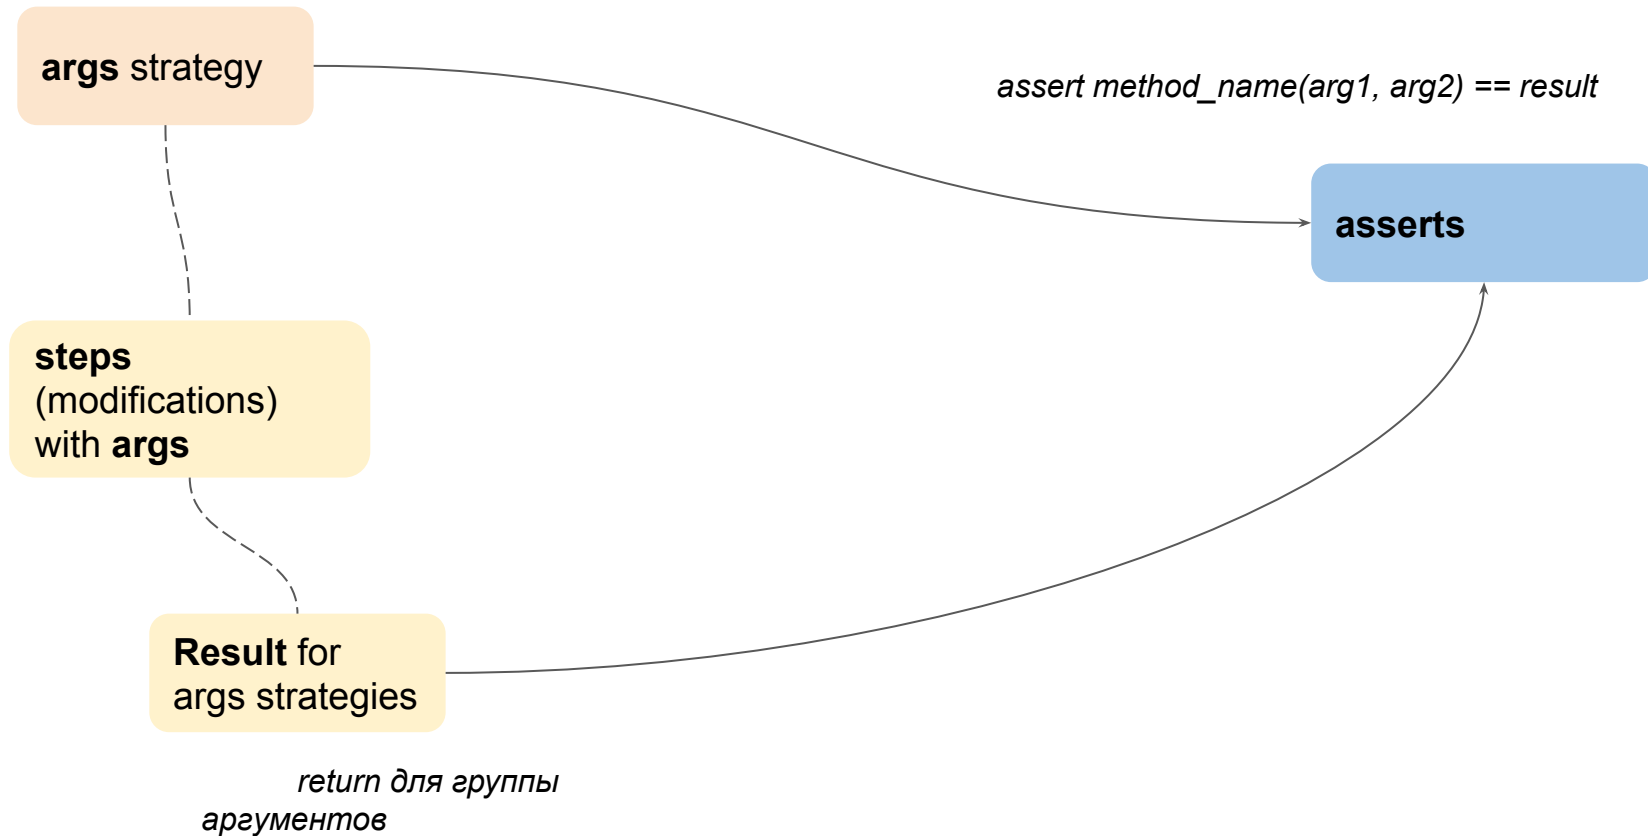 args strategy
assert method_name(arg1, arg2) == result
asserts
steps
(modifications)
with args
Result for
args strategies
return для группы
аргументов